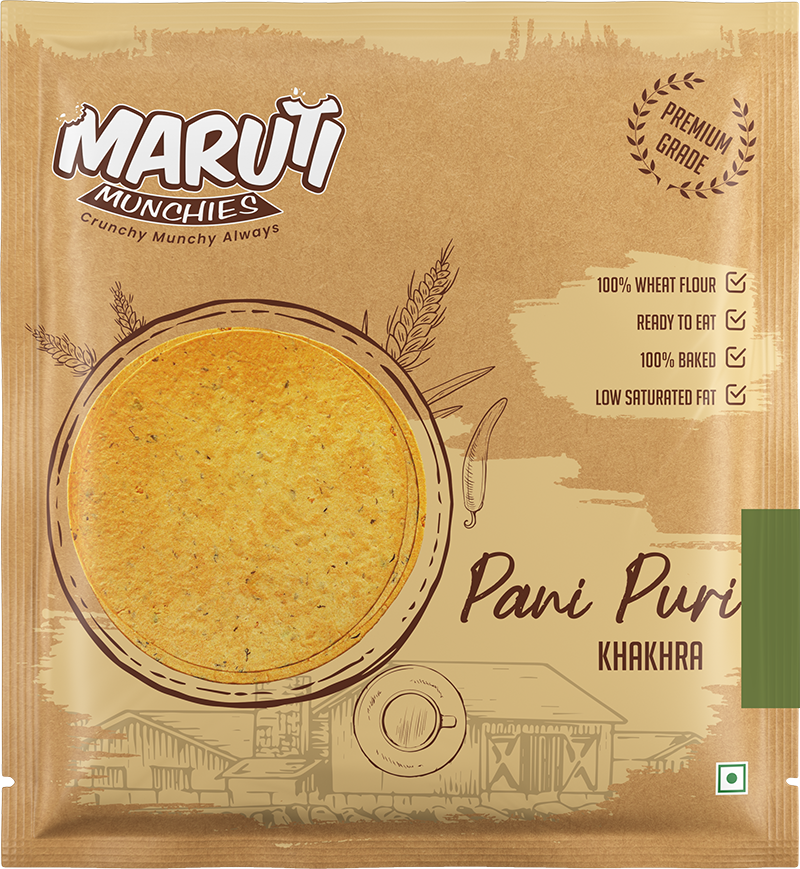 MARUTI
MUNCHIES
Crunchy Munchy Always
PREMIUM
GRADE
100% WHEAT FLOUR
READY TO EAT
100% BAKED
LOW SATURATED FAT
Pani Puri
KHAKHRA